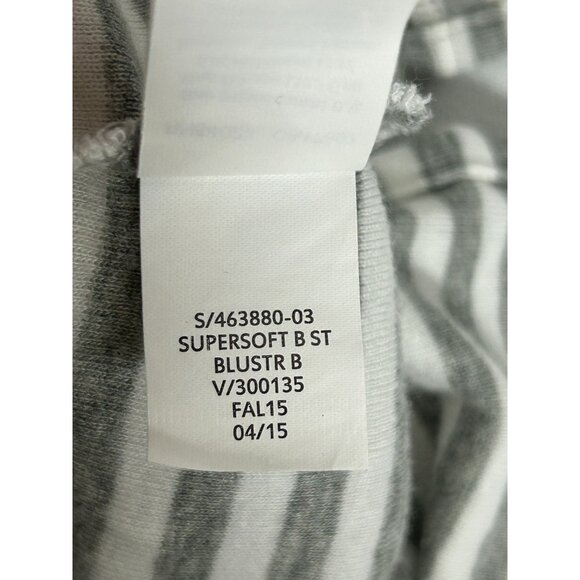 S/463880-03
SUPERSOFT B ST
BLUSTR B
V/300135
FAL15
04/15